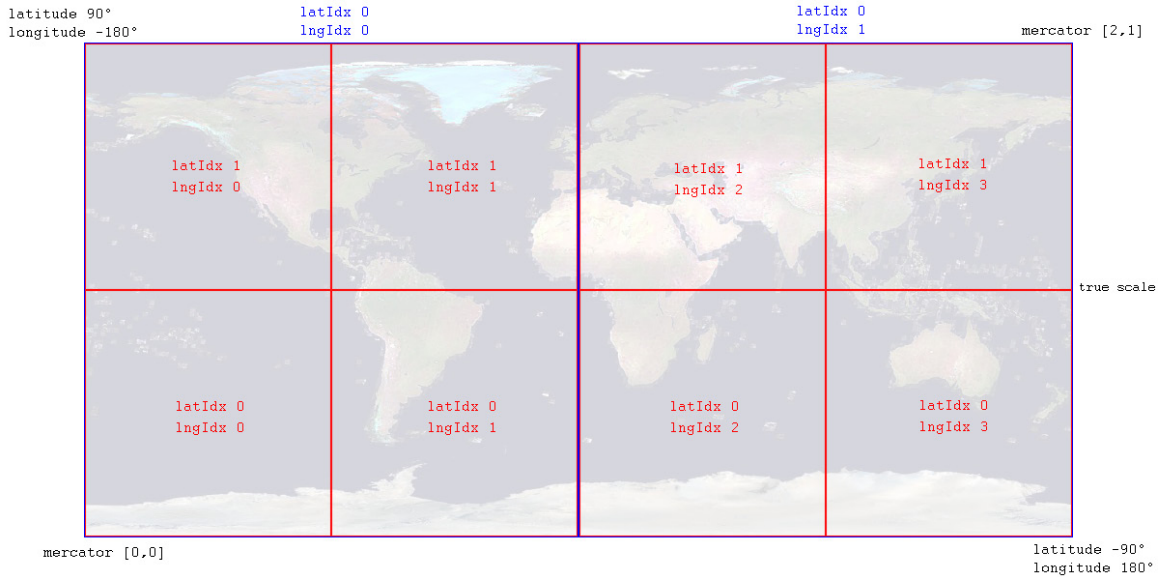 latitude 90°
longitude -180°
latIdx 0
lngIdx 0
latIdx 0
lngIdx 1
mercator [2,1]
latIdx 1
lngIdx 0
latIdx 1
lngIdx 1
latIdx 1
lngIdx 2
latIdx 1
lngIdx 3
true scale
latIdx 0
lngIdx 0
latIdx 0
lngIdx 1
latIdx 0
lngIdx 2
latIdx 0
lngIdx 3
mercator [0,0]
latitude -90°
longitude 180°